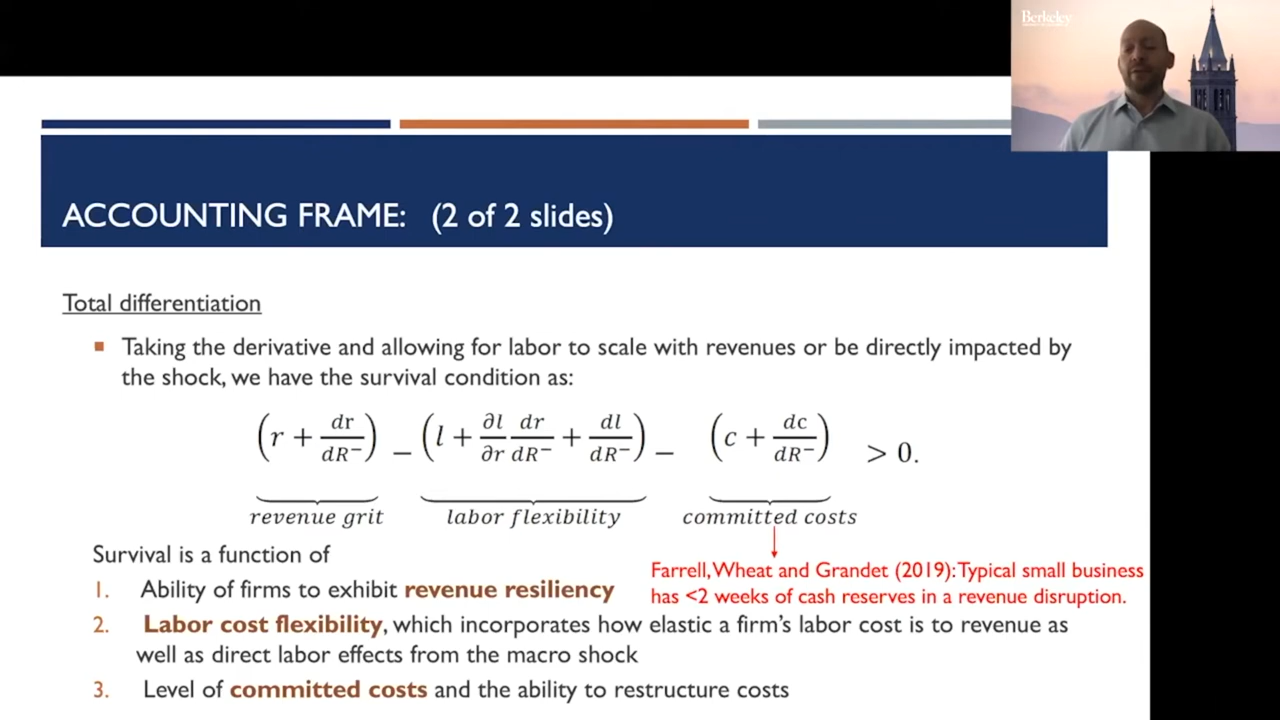 Berkeley
ACCOUNTING FRAME: (2 of 2 slides)
Total differentiation
■ Taking the derivative and allowing for labor to scale with revenues or be directly impacted by
the shock, we have the survival condition as:
(r + dr/dR⁻) − (l + ∂l/∂r dr/dR⁻ + dl/dR⁻) − (c + dc/dR⁻) > 0.
revenue grit labor flexibility committed costs
Survival is a function of
Farrell, Wheat and Grandet (2019): Typical small business
has <2 weeks of cash reserves in a revenue disruption.
1. Ability of firms to exhibit revenue resiliency
2. Labor cost flexibility, which incorporates how elastic a firm's labor cost is to revenue as
well as direct labor effects from the macro shock
3. Level of committed costs and the ability to restructure costs